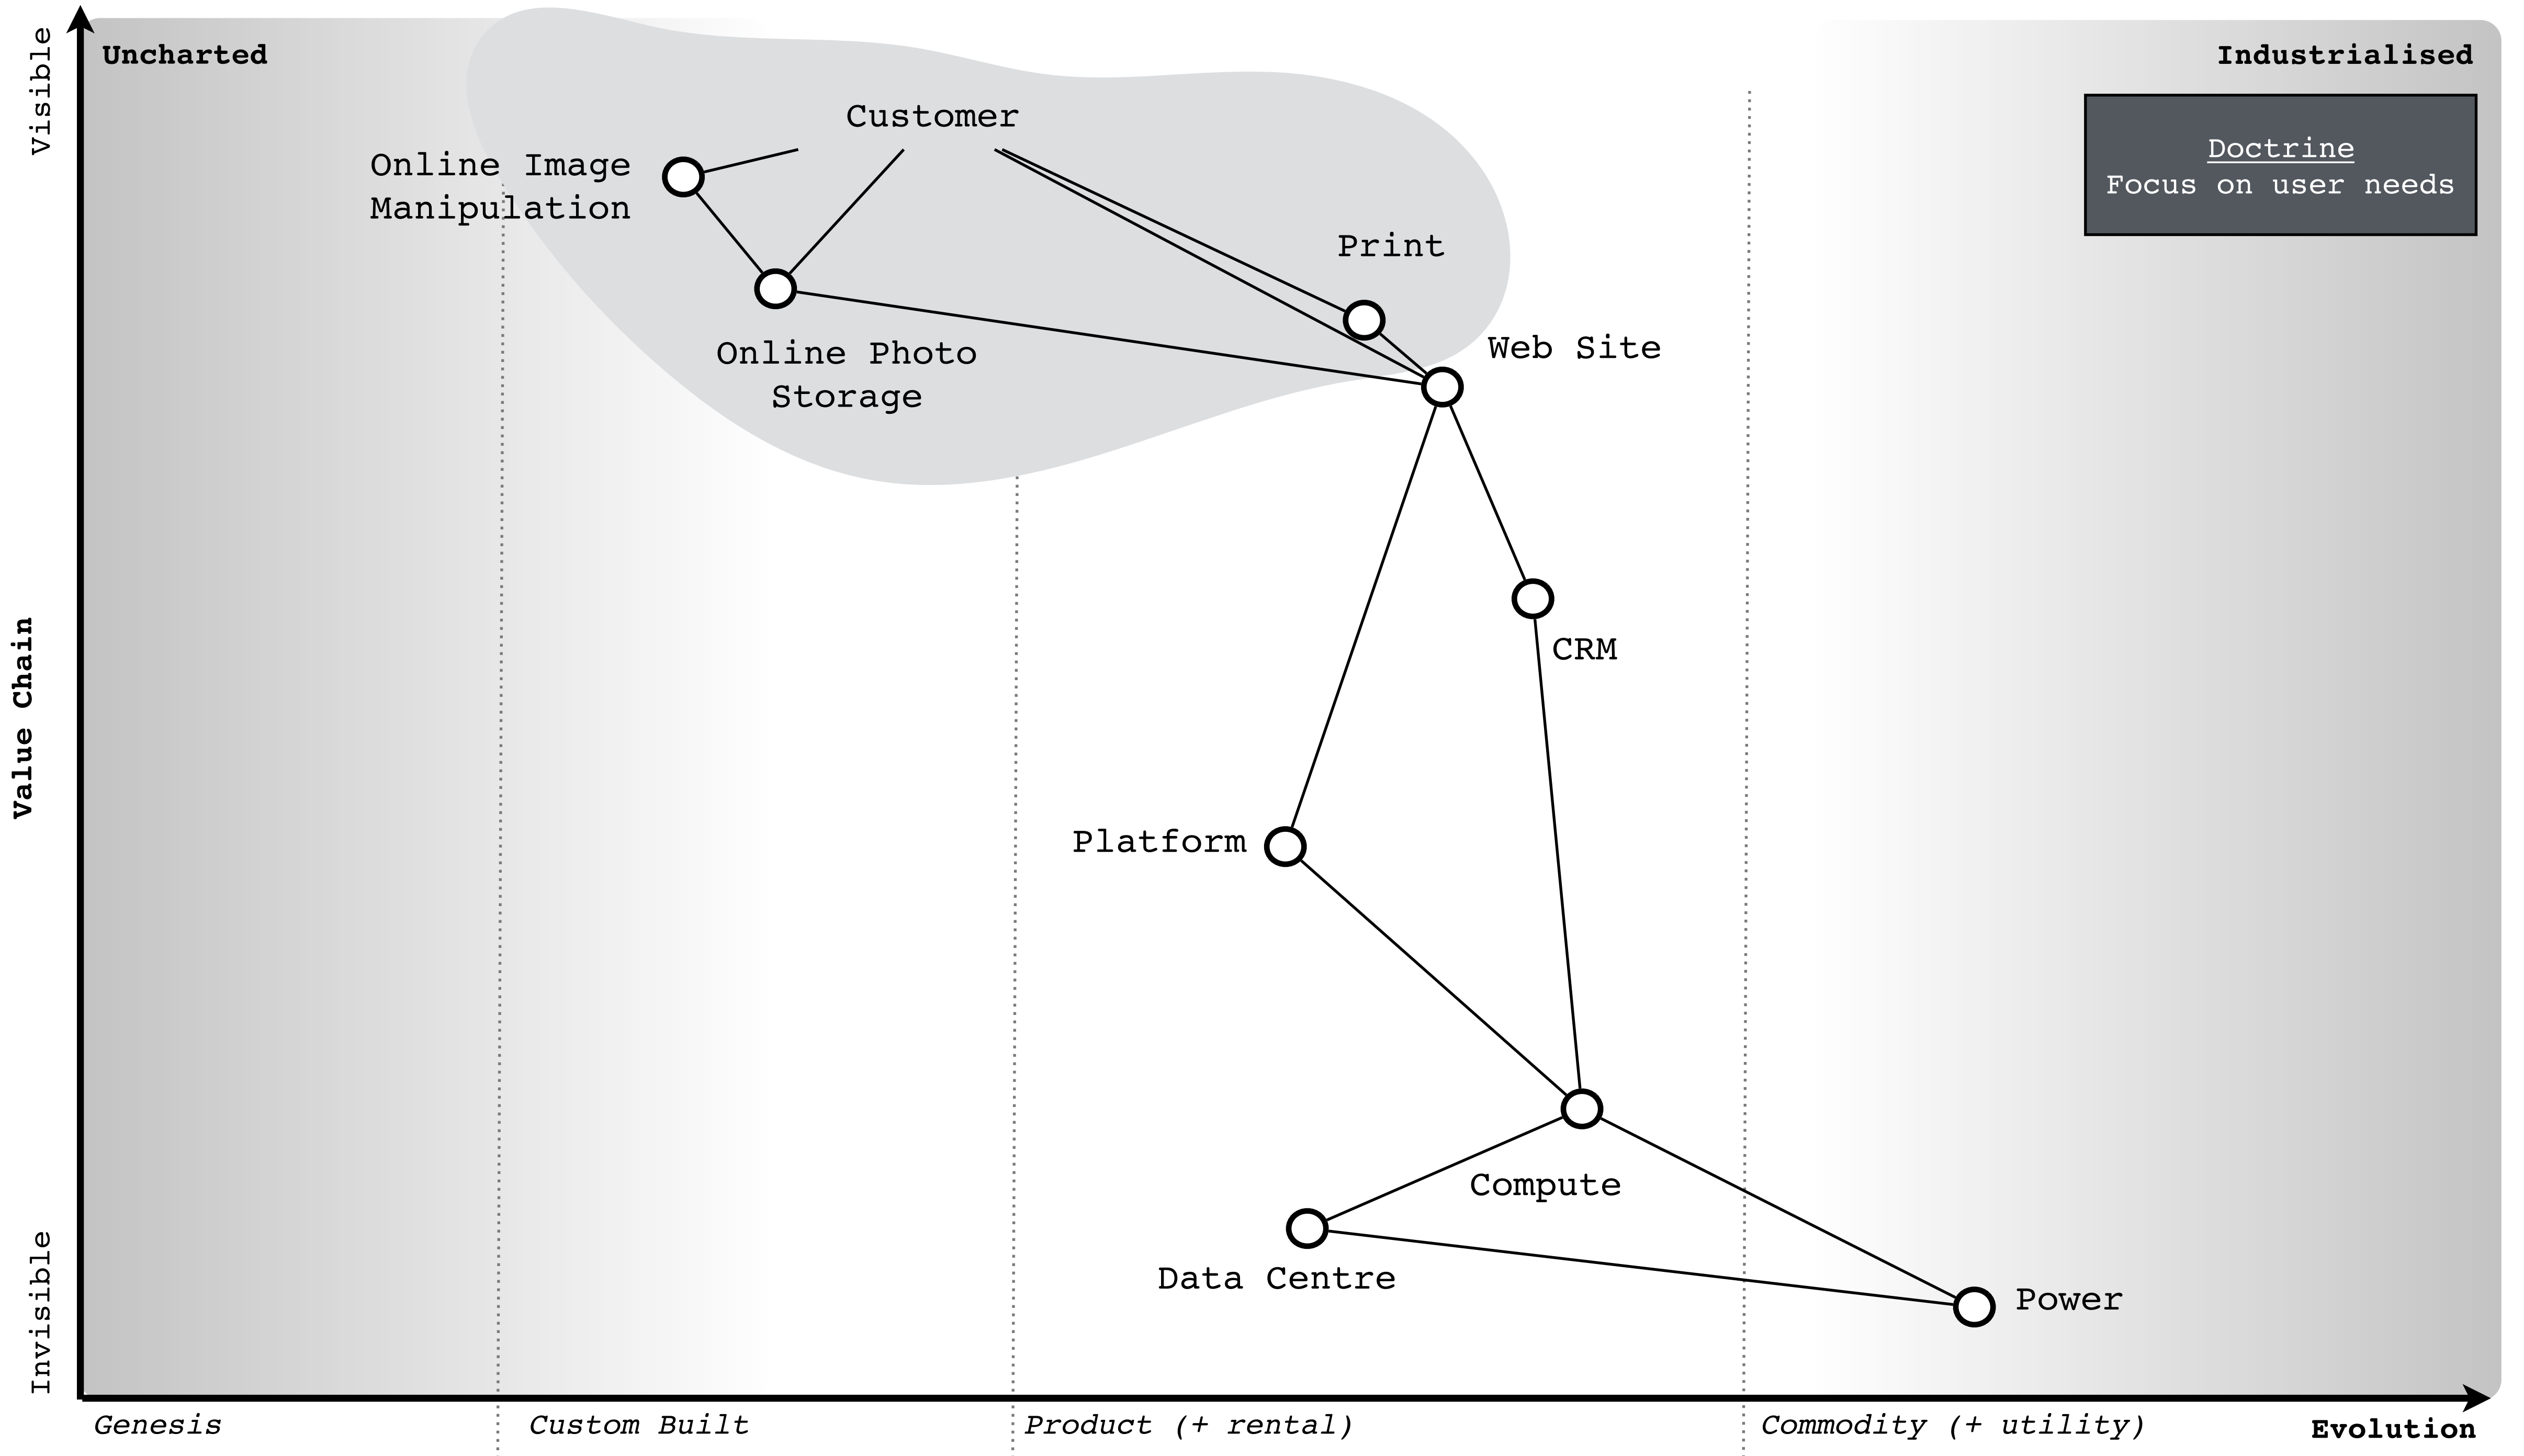 Visible
Uncharted
Industrialised
Customer
Doctrine
Focus on user needs
Online Image
Manipulation
Print
Web Site
Online Photo
Storage
Value Chain
CRM
Platform
Compute
Data Centre
Power
Invisible
Genesis
Custom Built
Product (+ rental)
Commodity (+ utility)
Evolution